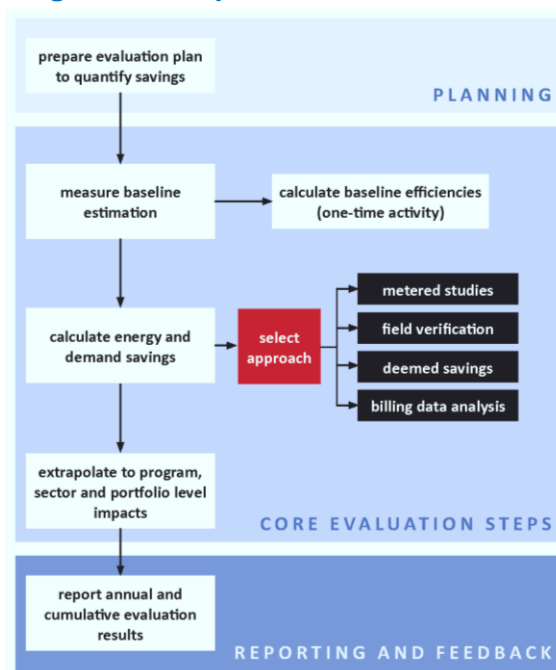 prepare evaluation plan
to quantify savings
PLANNING
measure baseline
estimation
calculate baseline efficiencies
(one-time activity)
calculate energy and
demand savings
select
approach
metered studies
field verification
deemed savings
billing data analysis
extrapolate to program,
sector and portfolio level
impacts
CORE EVALUATION STEPS
report annual and
cumulative evaluation
results
REPORTING AND FEEDBACK